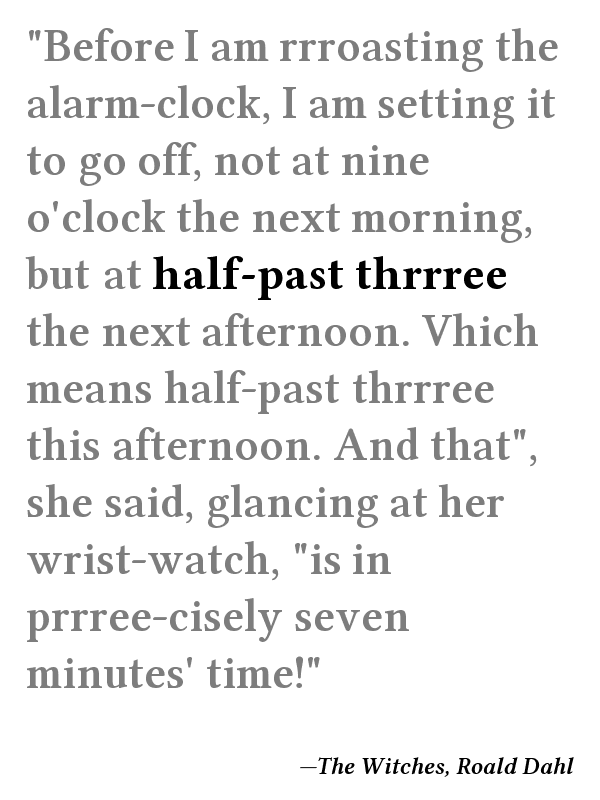 "Before I am rrroasting the
alarm-clock, I am setting it
to go off, not at nine
o'clock the next morning,
but at half-past thrrree
the next afternoon. Vhich
means half-past thrrree
this afternoon. And that",
she said, glancing at her
wrist-watch, "is in
prrree-cisely seven
minutes' time!"
—The Witches, Roald Dahl